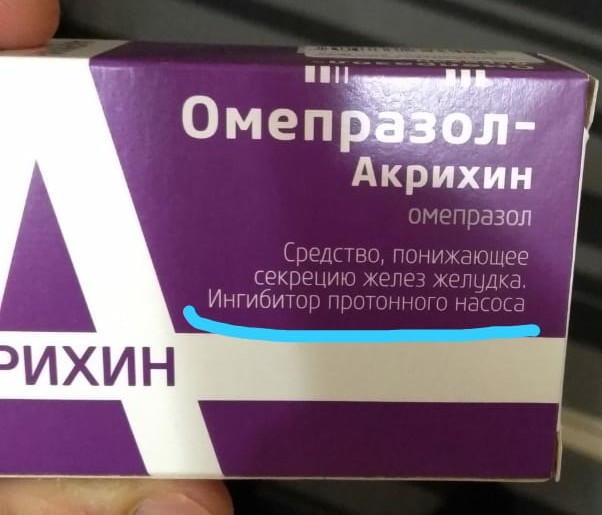 Омепразол-
Акрихин
омепразол
Средство, понижающее
секрецию желез желудка.
Ингибитор протонного насоса
РИХИН